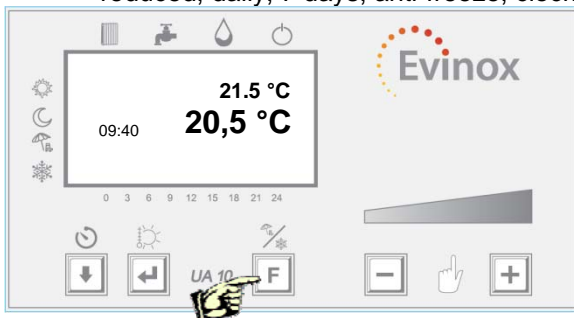 reduced, daily, 7 days, anti-freeze, clock
Evinox
21.5 °C
09:40 20,5 °C
0 3 6 9 12 15 18 21 24
UA 10
F
− +